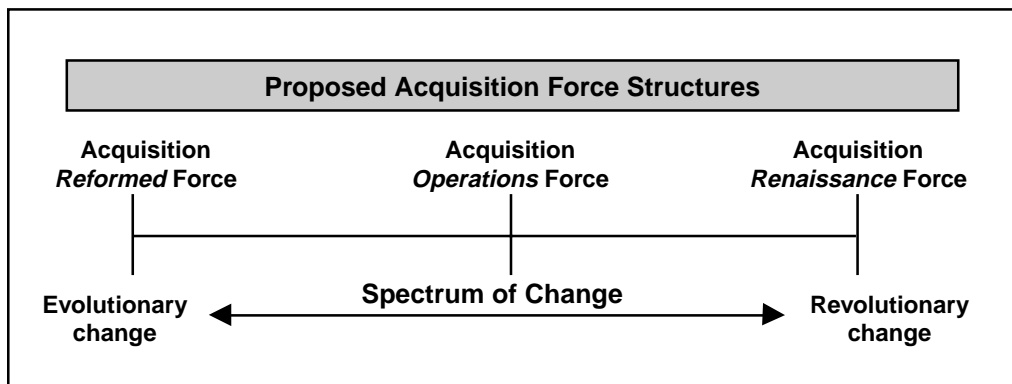 Proposed Acquisition Force Structures
Acquisition
Reformed Force
Acquisition
Operations Force
Acquisition
Renaissance Force
Evolutionary
change
Spectrum of Change
Revolutionary
change